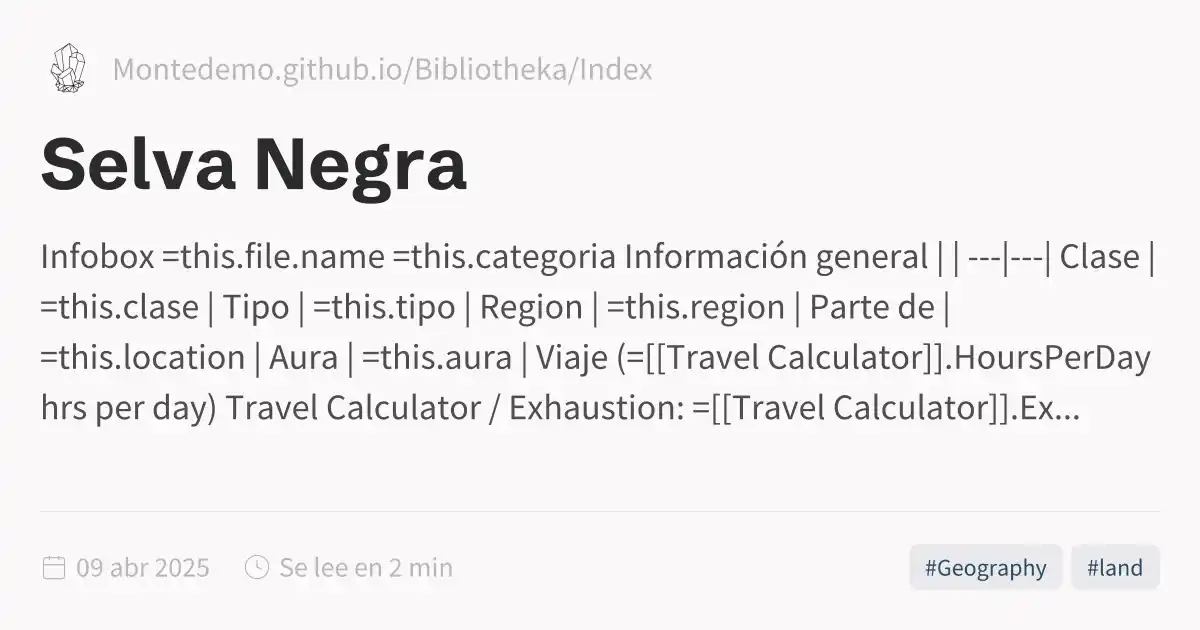 Montedemo.github.io/Bibliotheka/Index
Selva Negra
Infobox =this.file.name =this.categoria Información general | | ---|---| Clase |
=this.clase | Tipo | =this.tipo | Region | =this.region | Parte de |
=this.location | Aura | =this.aura | Viaje (=[[Travel Calculator]].HoursPerDay
hrs per day) Travel Calculator / Exhaustion: =[[Travel Calculator]].Ex...
09 abr 2025 Se lee en 2 min #Geography #land